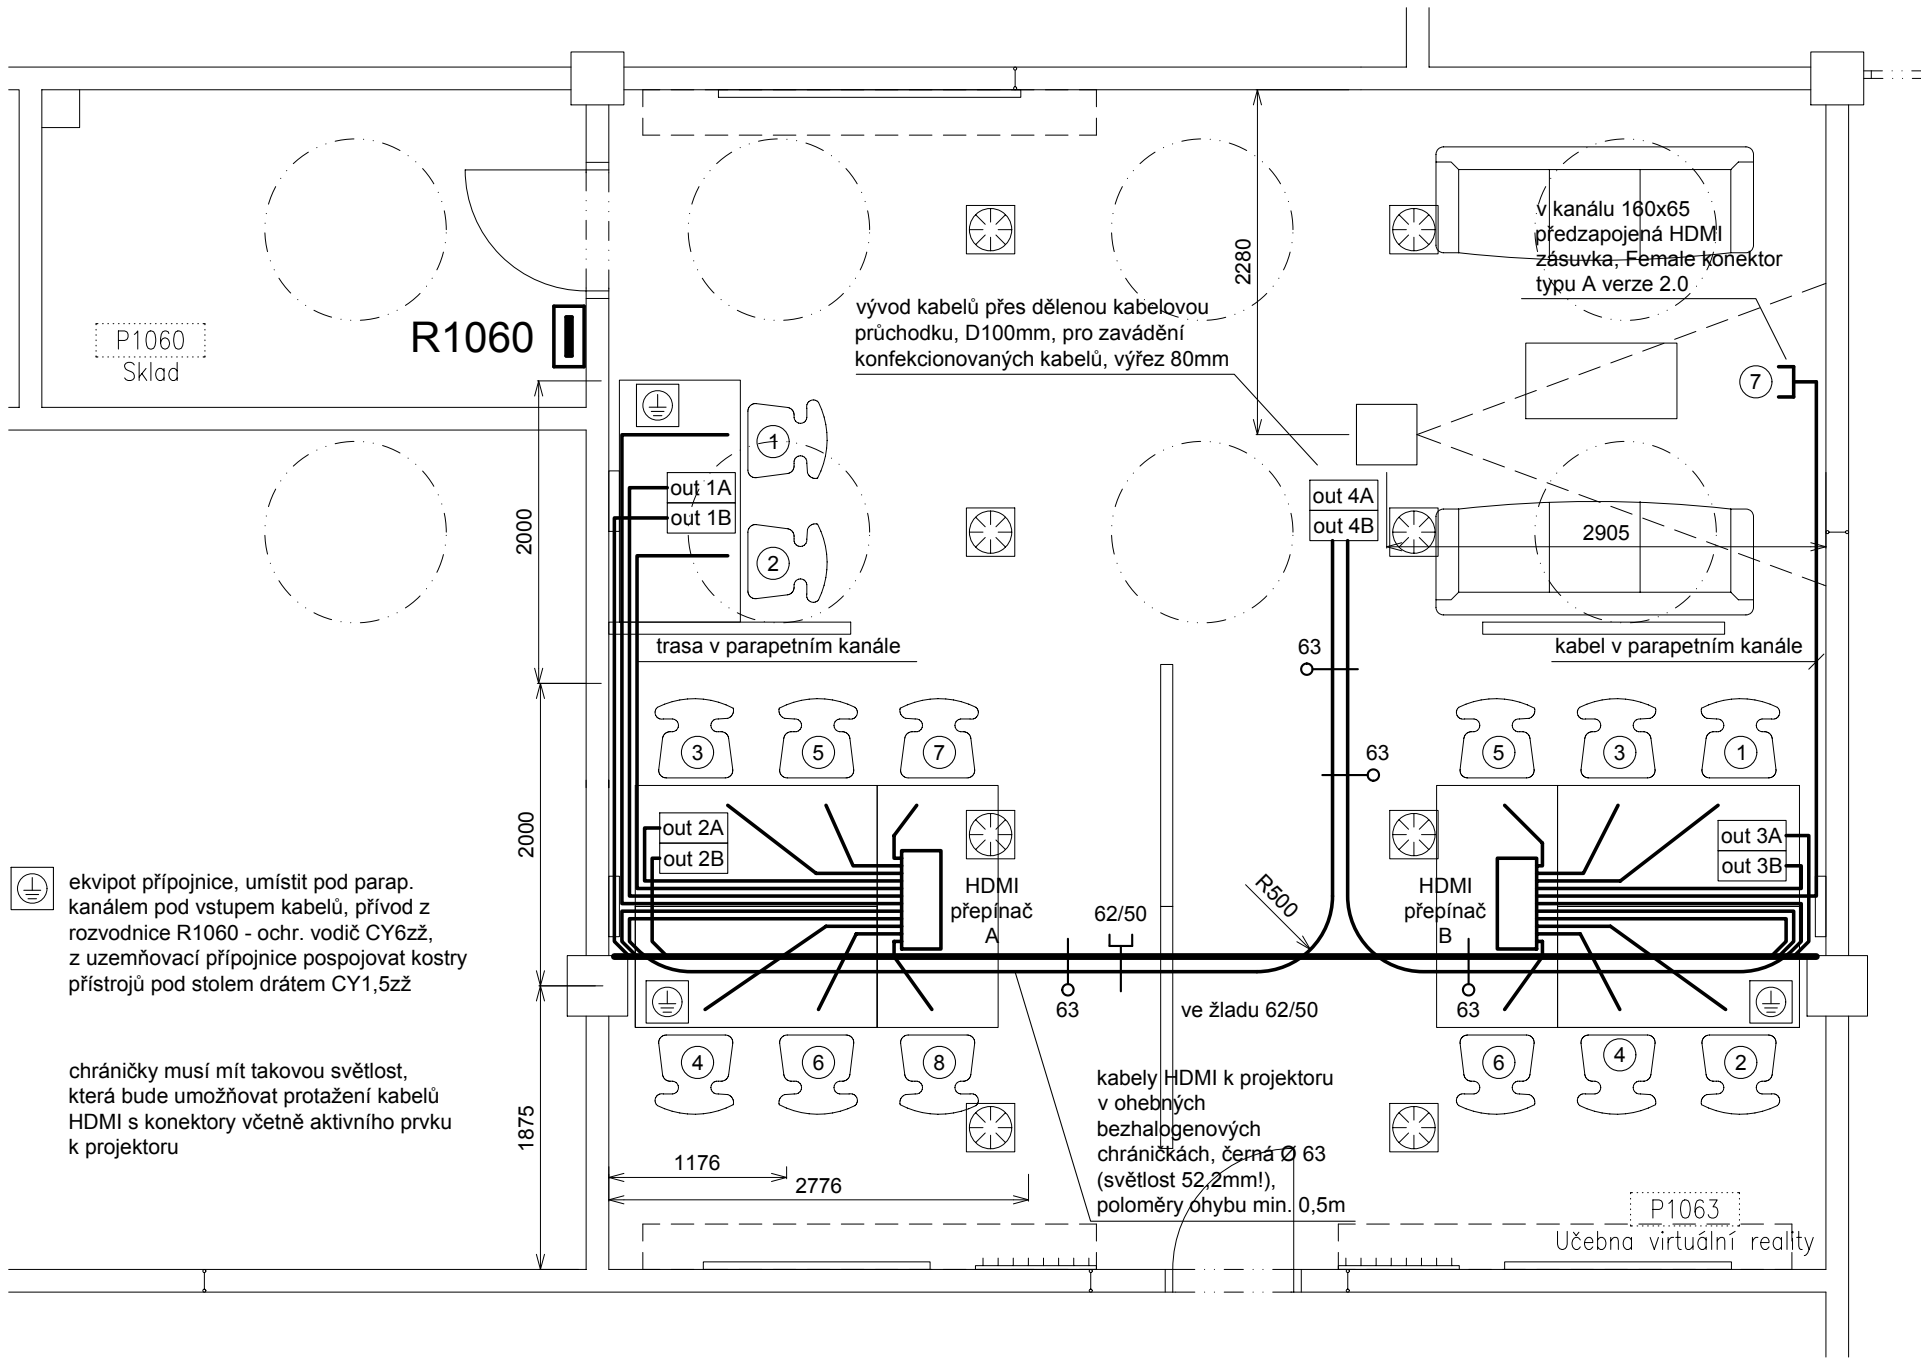 v kanálu 160x65
předzapojená HDMI
zásuvka, Female konektor
typu A verze 2.0
2280
vývod kabelů přes dělenou kabelovou
průchodku, D100mm, pro zavádění
konfekcionovaných kabelů, výřez 80mm
P1060
Sklad
R1060
7
1
out 1A
out 1B
2
2000
out 4A
out 4B
2905
trasa v parapetním kanále
63
kabel v parapetním kanále
63
3
5
7
5
3
1
2000
out 2A
out 2B
out 3A
out 3B
HDMI
přepínač
A
R500
HDMI
přepínač
B
62/50
ekvipot přípojnice, umístit pod parap.
kanálem pod vstupem kabelů, přívod z
rozvodnice R1060 - ochr. vodič CY6zž,
z uzemňovací přípojnice pospojovat kostry
přístrojů pod stolem drátem CY1,5zž
63
ve žladu 62/50
63
4
6
8
6
4
2
chráničky musí mít takovou světlost,
která bude umožňovat protažení kabelů
HDMI s konektory včetně aktivního prvku
k projektoru
1875
kabely HDMI k projektoru
v ohebných
bezhalogenových
chráničkách, černá Ø 63
(světlost 52,2mm!),
poloměry ohybu min. 0,5m
1176
2776
P1063
Učebna virtuální reality